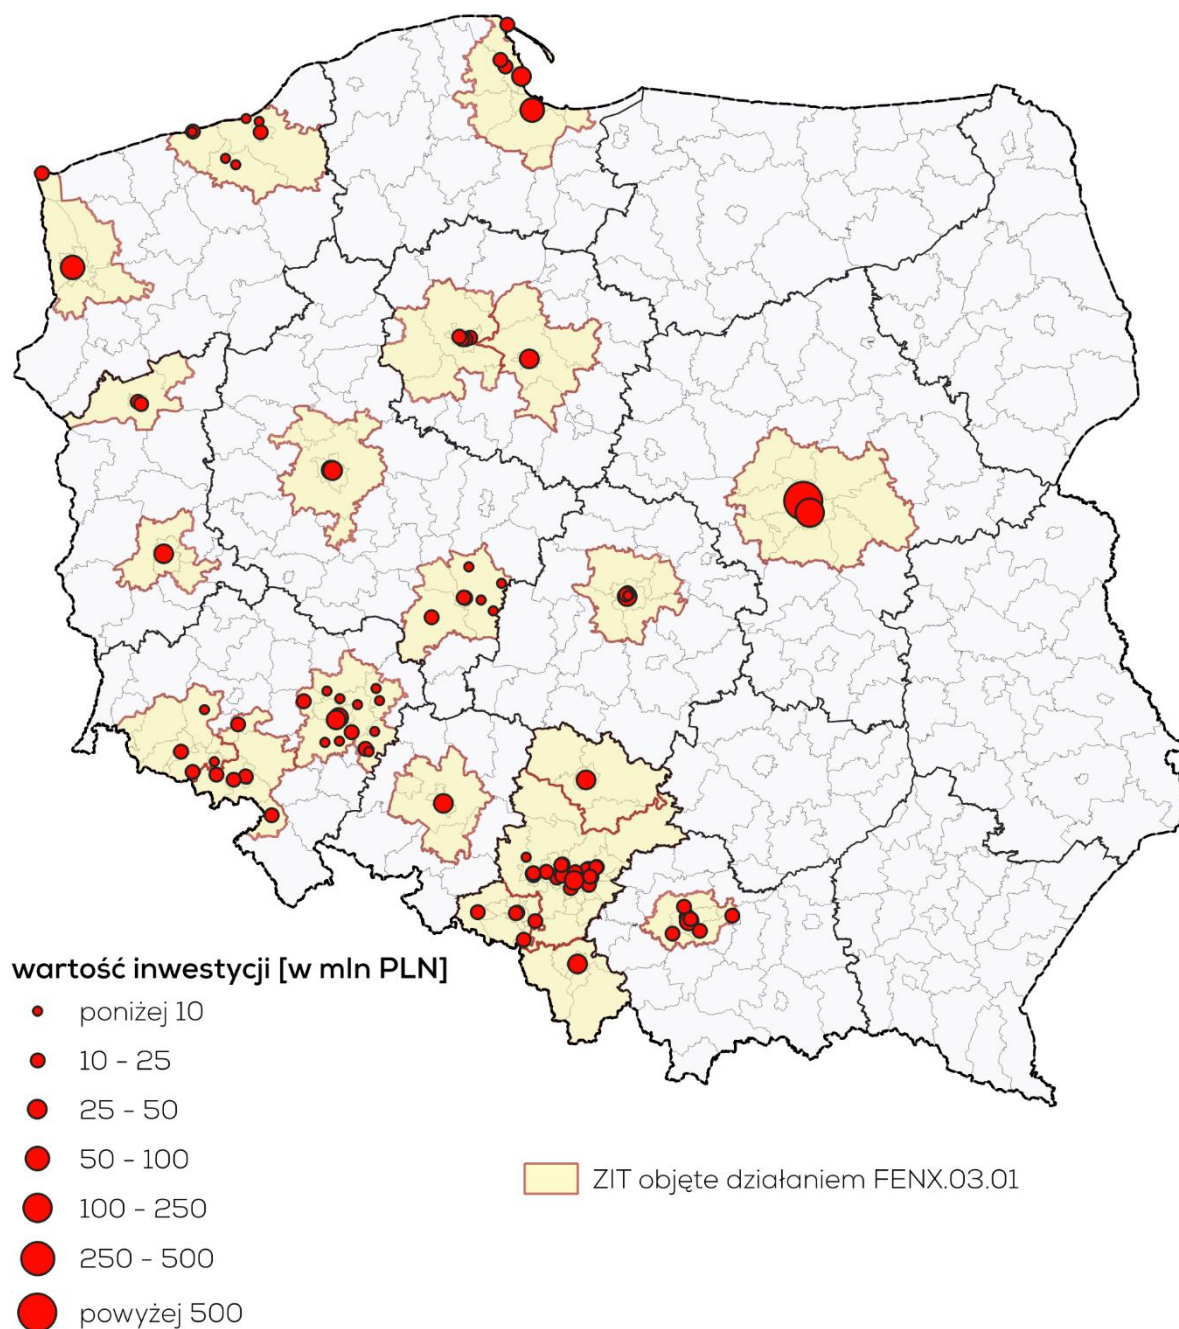 wartość inwestycji [w mln PLN]
poniżej 10
10 - 25
25 - 50
50 - 100
100 - 250
250 - 500
powyżej 500
ZIT objęte działaniem FENX.03.01